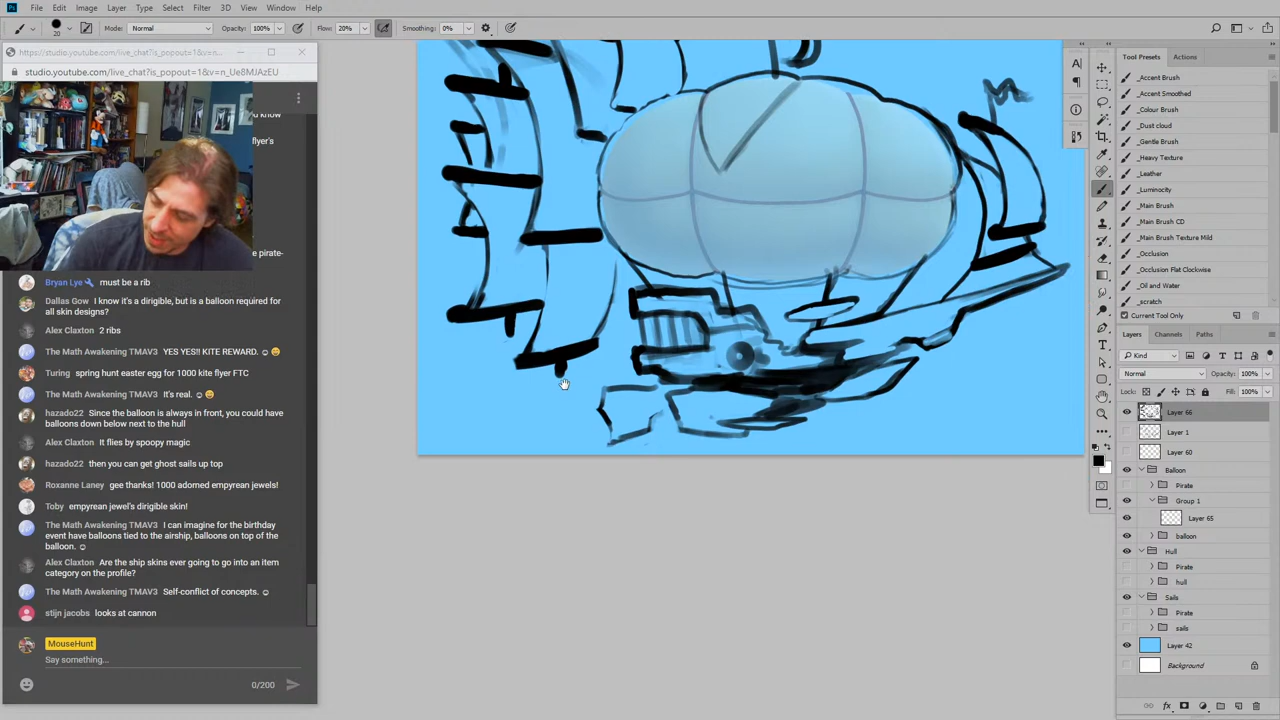 File Edit Image Layer Type Select Filter 3D View Window Help
20 Mode: Normal Opacity: 100% Flow: 20% Smoothing: 0%
https://studio.youtube.com/live_chat?is_popout=1&v=n_...
studio.youtube.com/live_chat?is_popout=1&v=n_Ue8MJAzEU
know
flyer's
e pirate-
Bryan Lye must be a rib
Dallas Gow I know it's a dirigible, but is a balloon required for
all skin designs?
Alex Claxton 2 ribs
The Math Awakening TMAV3 YES YES!! KITE REWARD. ☺ 😄
Turing spring hunt easter egg for 1000 kite flyer FTC
The Math Awakening TMAV3 It's real. ☺ 😄
hazado22 Since the balloon is always in front, you could have
balloons down below next to the hull
Alex Claxton It flies by spoopy magic
hazado22 then you can get ghost sails up top
Roxanne Laney gee thanks! 1000 adorned empyrean jewels!
Toby empyrean jewel's dirigible skin!
The Math Awakening TMAV3 I can imagine for the birthday
event have balloons tied to the airship, balloons on top of the
balloon. ☺
Alex Claxton Are the ship skins ever going to go into an item
category on the profile?
The Math Awakening TMAV3 Self-conflict of concepts. ☺
stijn jacobs looks at cannon
MouseHunt
Say something...
0/200
Tool Presets Actions
_Accent Brush
_Accent Smoothed
_Colour Brush
_Dust cloud
_Gentle Brush
_Heavy Texture
_Leather
_Luminocity
_Main Brush
_Main Brush CD
_Main Brush Texture Mild
_Occlusion
_Occlusion Flat Crosshatch
_Oil and Water
_scratch
Current Tool Only
Layers Channels Paths
Kind
Normal Opacity: 100%
Lock: Fill: 100%
Layer 66
Layer 1
Layer 60
Balloon
Pirate
Group 1
Layer 65
balloon
Hull
Pirate
hull
Sails
Pirate
sails
Layer 42
Background